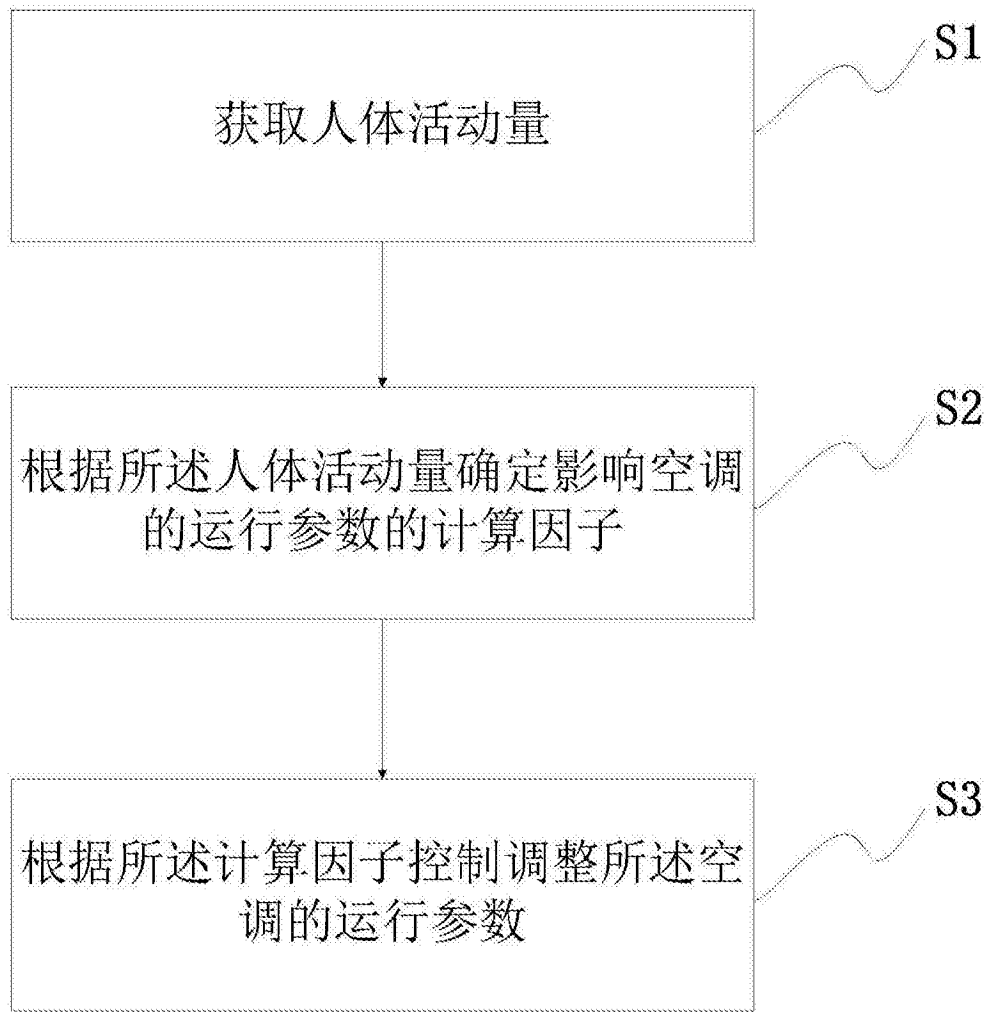 S1
获取人体活动量
S2
根据所述人体活动量确定影响空调
的运行参数的计算因子
S3
根据所述计算因子控制调整所述空
调的运行参数